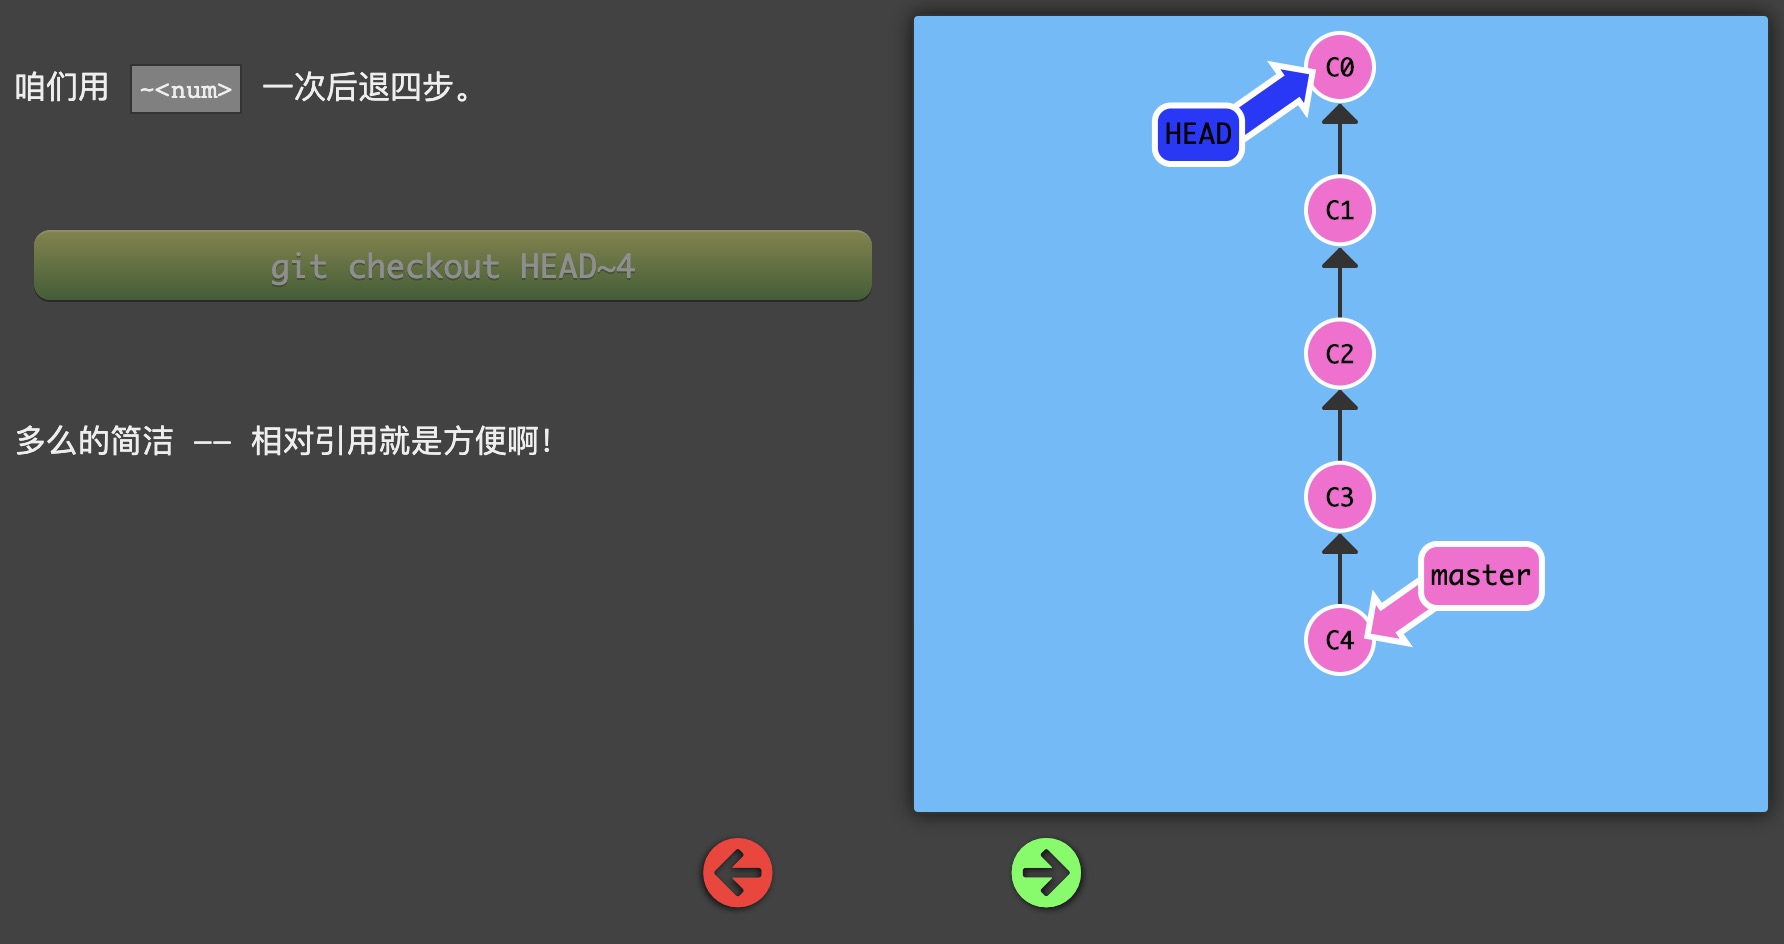 咱们用 ~<num> 一次后退四步。
git checkout HEAD~4
多么的简洁 —— 相对引用就是方便啊！
C0
HEAD
C1
C2
C3
master
C4